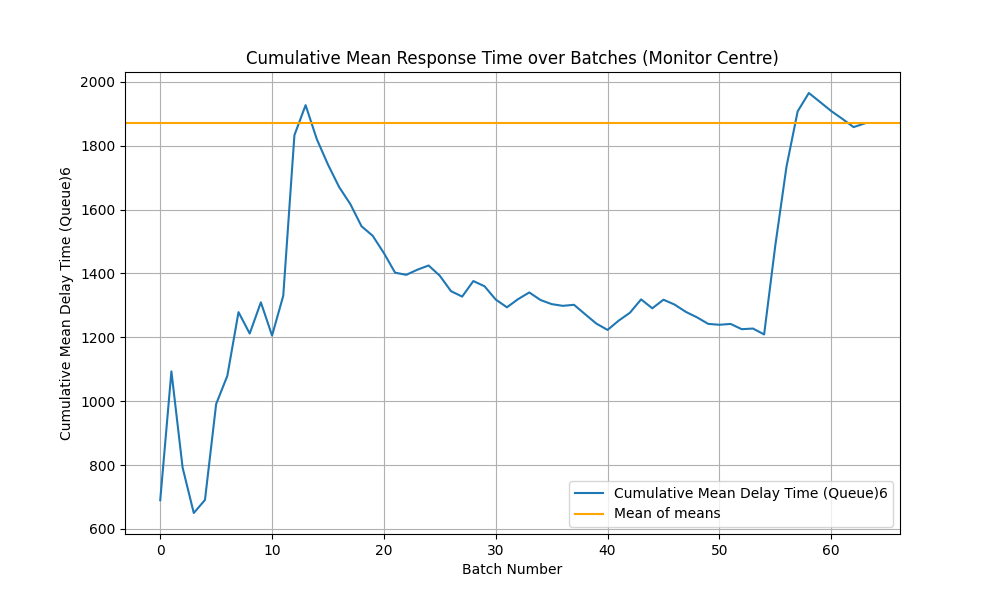 Cumulative Mean Response Time over Batches (Monitor Centre)
Cumulative Mean Delay Time (Queue)6
2000
1800
1600
1400
1200
1000
800
600
0 10 20 30 40 50 60
Batch Number
Cumulative Mean Delay Time (Queue)6
Mean of means